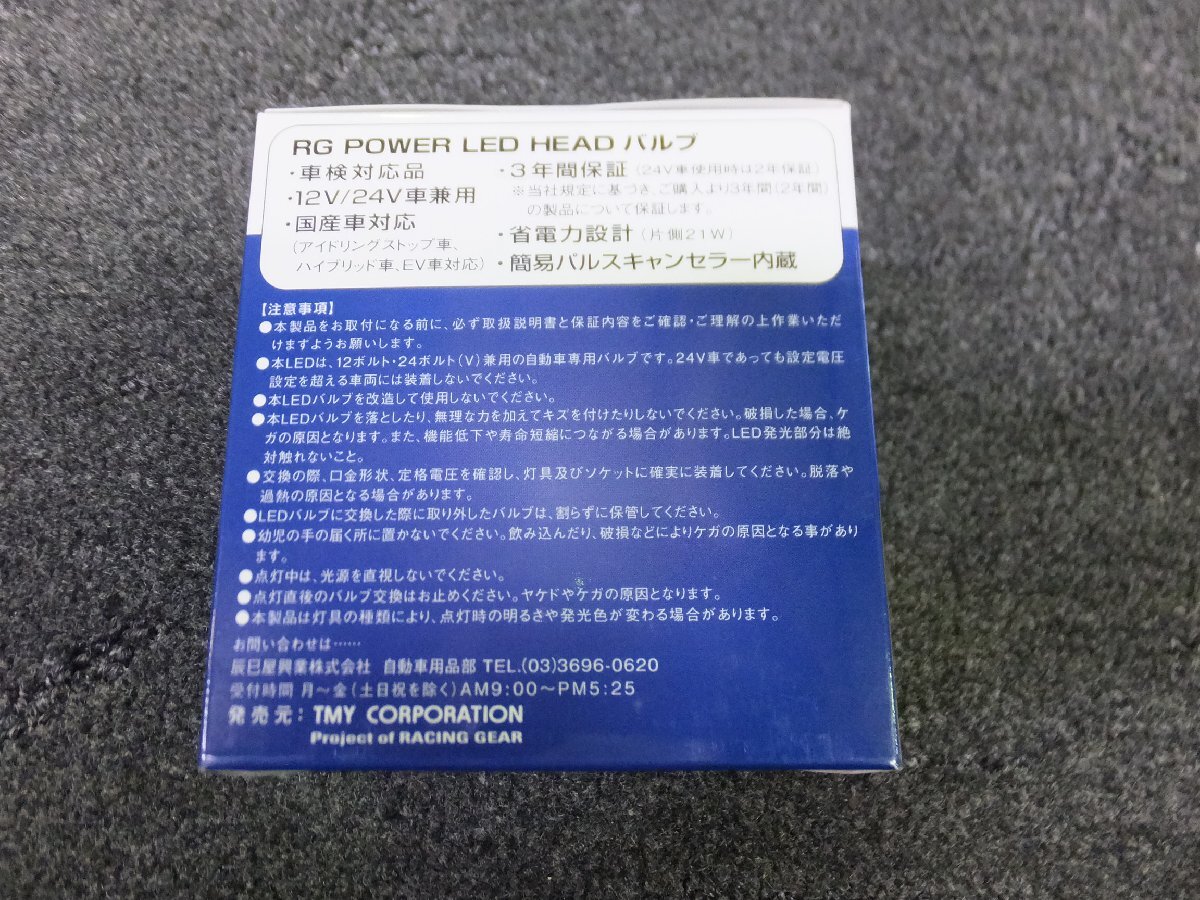 RG POWER LED HEAD バルブ
・車検対応品
・12V/24V車兼用
・国産車対応
(アイドリングストップ車、
ハイブリッド車、EV車対応)
・3年間保証(24V車使用時は2年保証)
※当社規定に基づき、ご購入より3年間(2年間)
の製品について保証します。
・省電力設計(片側21W)
・簡易パルスキャンセラー内蔵
【注意事項】
●本製品をお取付になる前に、必ず取扱説明書と保証内容をご確認・ご理解の上作業いただ
けますようお願いします。
●本LEDは、12ボルト・24ボルト(V)兼用の自動車専用バルブです。24V車であっても設定電圧
設定を超える車両には装着しないでください。
●本LEDバルブを改造して使用しないでください。
●本LEDバルブを落としたり、無理な力を加えてキズを付けたりしないでください。破損した場合、ケ
ガの原因となります。また、機能低下や寿命短縮につながる場合があります。LED発光部分は絶
対触れないこと。
●交換の際、口金形状、定格電圧を確認し、灯具及びソケットに確実に装着してください。脱落や
過熱の原因となる場合があります。
●LEDバルブに交換した際に取り外したバルブは、割らずに保管してください。
●幼児の手の届く所に置かないでください。飲み込んだり、破損などによりケガの原因となる事があり
ます。
●点灯中は、光源を直視しないでください。
●点灯直後のバルブ交換はお止めください。ヤケドやケガの原因となります。
●本製品は灯具の種類により、点灯時の明るさや発光色が変わる場合があります。
お問い合わせは……
辰巳屋興業株式会社 自動車用品部 TEL.(03)3696-0620
受付時間 月〜金(土日祝を除く)AM9:00〜PM5:25
発売元: TMY CORPORATION
Project of RACING GEAR